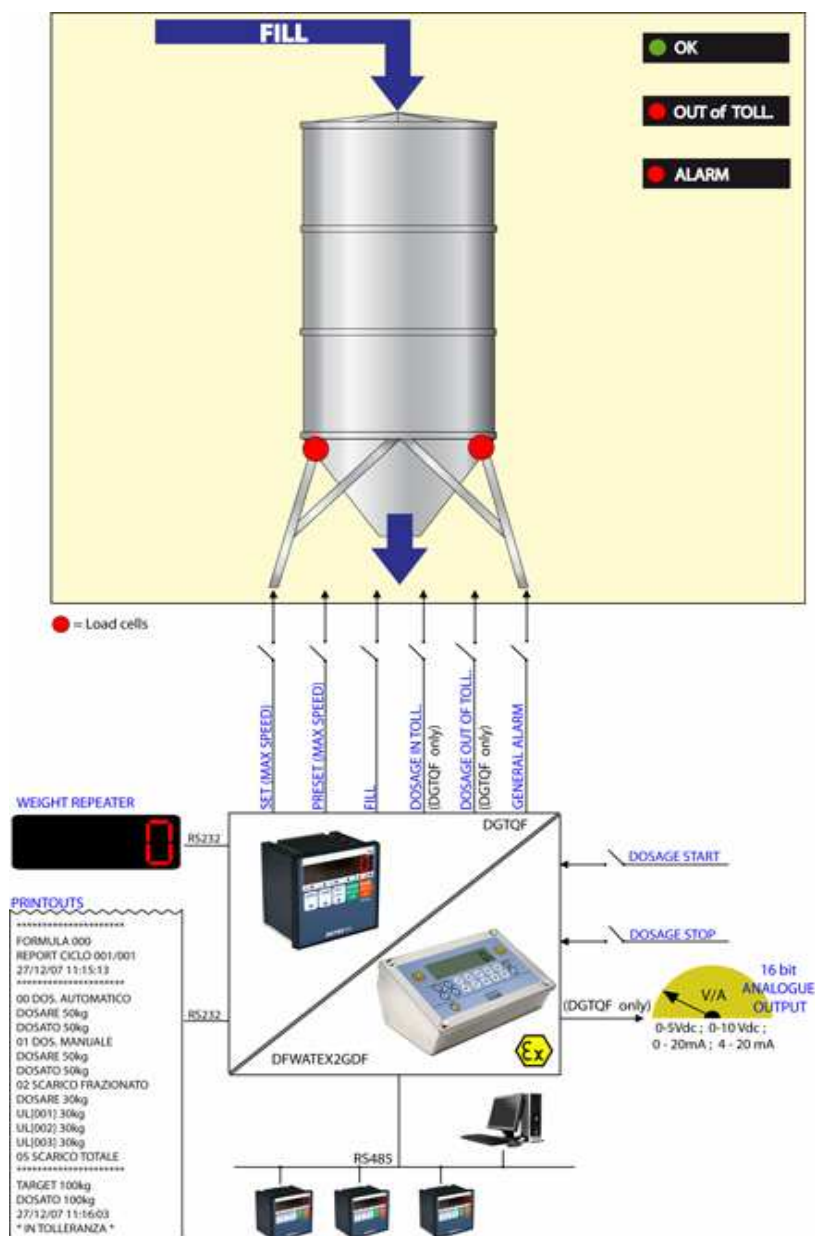 FILL
OK
OUT of TOLL.
ALARM
= Load cells
SET (MAX SPEED)
PRESET (MAX SPEED)
FILL
DOSAGE IN TOLL.
(DGTQF only)
DOSAGE OUT OF TOLL.
(DGTQF only)
GENERAL ALARM
WEIGHT REPEATER
0
RS232
DGTQF
DOSAGE START
DOSAGE STOP
PRINTOUTS
**********************
FORMULA 000
REPORT CICLO 001/001
27/12/07 11:15:13
**********************
00 DOS. AUTOMATICO
DOSARE 50kg
DOSATO 50kg
01 DOS. MANUALE
DOSARE 50kg
DOSATO 50kg
02 SCARICO FRAZIONATO
DOSARE 30kg
UL[001] 30kg
UL[002] 30kg
UL[003] 30kg
05 SCARICO TOTALE
**********************
TARGET 100kg
DOSATO 100kg
27/12/07 11:16:03
* IN TOLLERANZA *
RS232
DFWATEX2GDF
Ex
(DGTQF only)
V/A
16 bit
ANALOGUE
OUTPUT
0-5Vdc ; 0-10 Vdc ;
0 - 20mA ; 4 - 20 mA
RS485